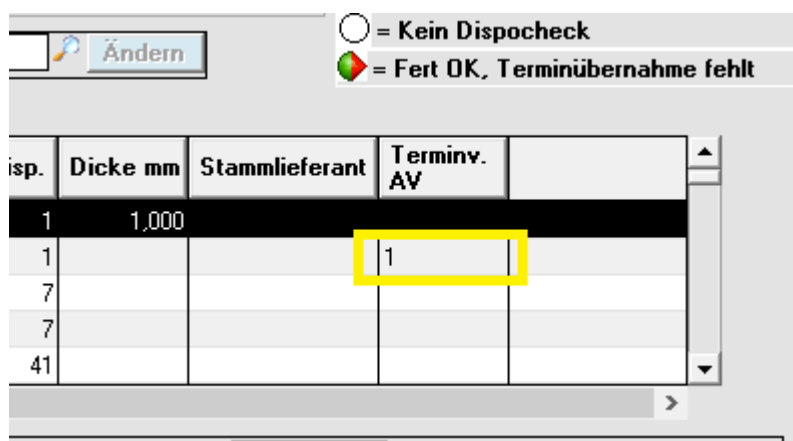 = Kein Dispocheck
Ändern
= Fert OK, Terminübernahme fehlt
isp. Dicke mm Stammlieferant Terminv. AV
1 1,000
1 1
7
7
41